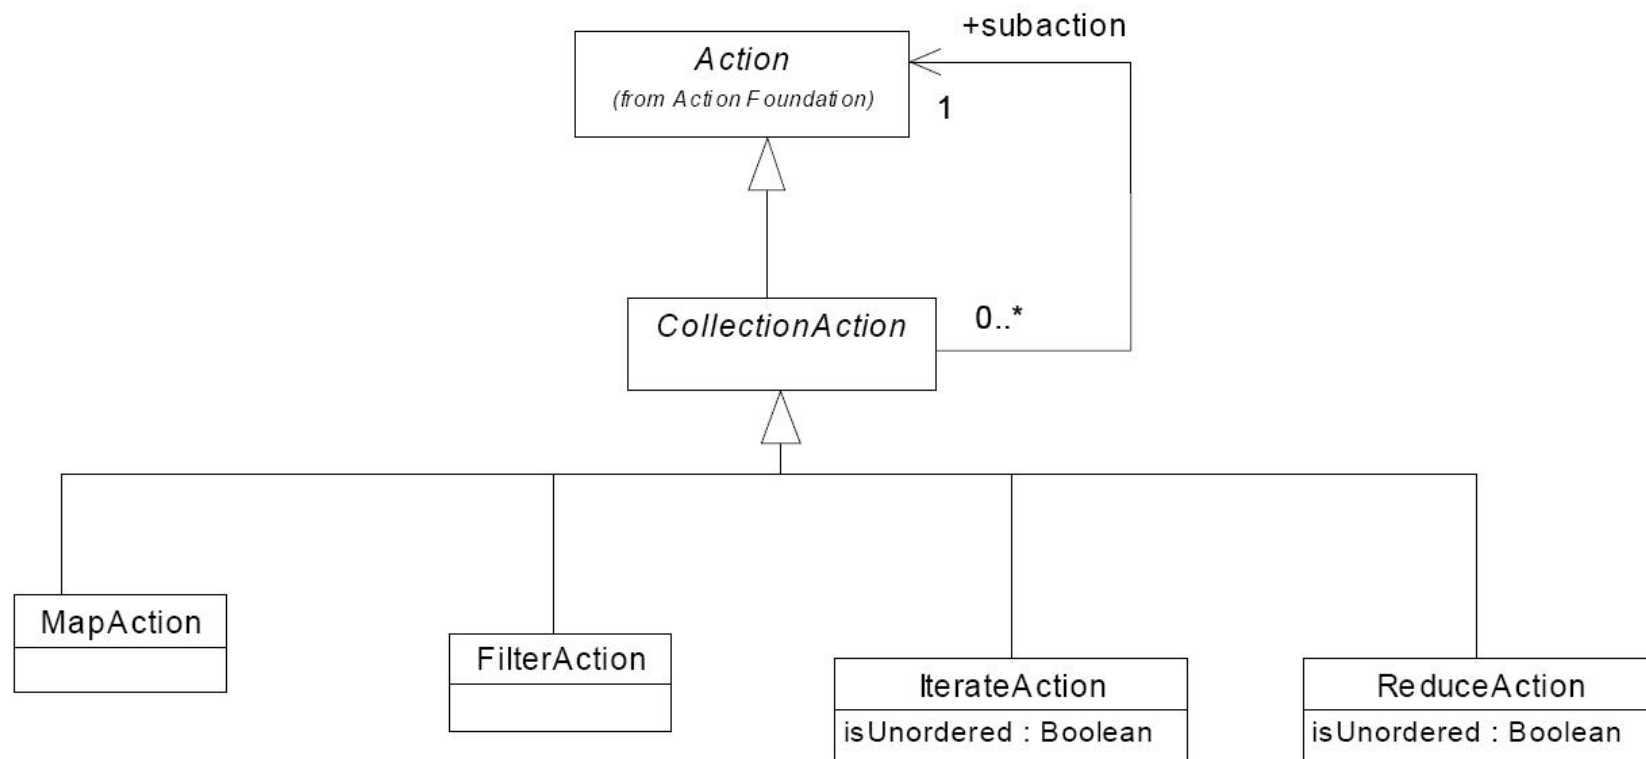 +subaction
Action
(from Action Foundation)
1
CollectionAction
0..*
MapAction
FilterAction
IterateAction
isUnordered : Boolean
ReduceAction
isUnordered : Boolean